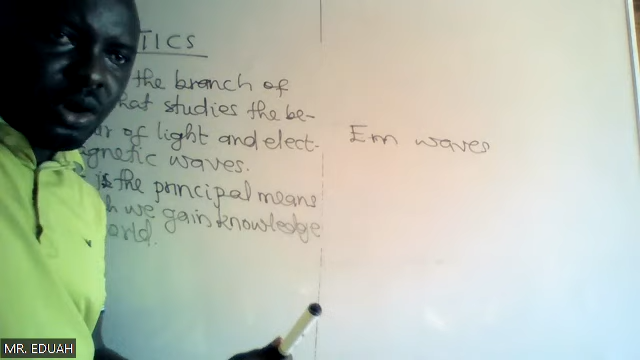 TICS
the branch of
hat studies the be-
ur of light and elect-
gnetic waves.
is the principal means
h we gain knowledge
orld.
Em waves
MR. EDUAH